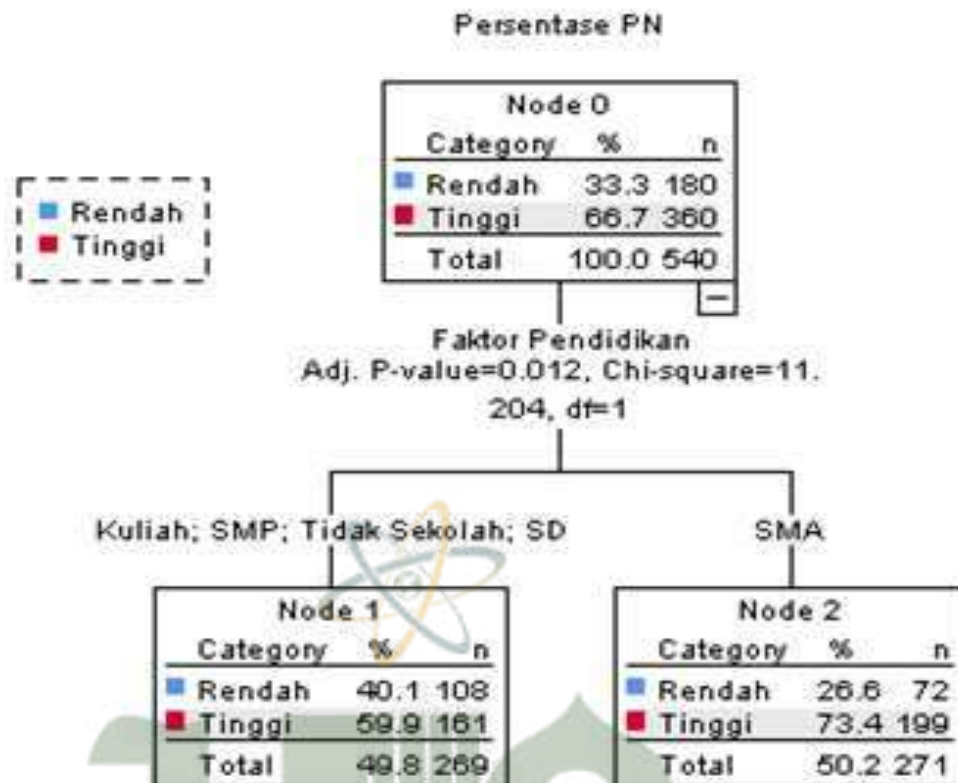 Persentase PN
Node 0
Category % n
Rendah 33.3 180
Tinggi 66.7 360
Total 100.0 540
Rendah
Tinggi
Faktor Pendidikan
Adj. P-value=0.012, Chi-square=11.
204, df=1
Kuliah; SMP; Tidak Sekolah; SD
SMA
Node 1
Category % n
Rendah 40.1 108
Tinggi 59.9 161
Total 49.8 269
Node 2
Category % n
Rendah 26.6 72
Tinggi 73.4 199
Total 50.2 271